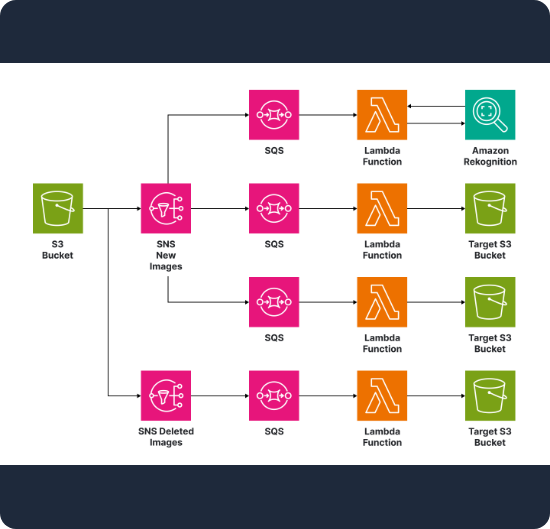 SQS
Lambda
Function
Amazon
Rekognition
S3
Bucket
SNS
New
Images
SQS
Lambda
Function
Target S3
Bucket
SQS
Lambda
Function
Target S3
Bucket
SNS Deleted
Images
SQS
Lambda
Function
Target S3
Bucket